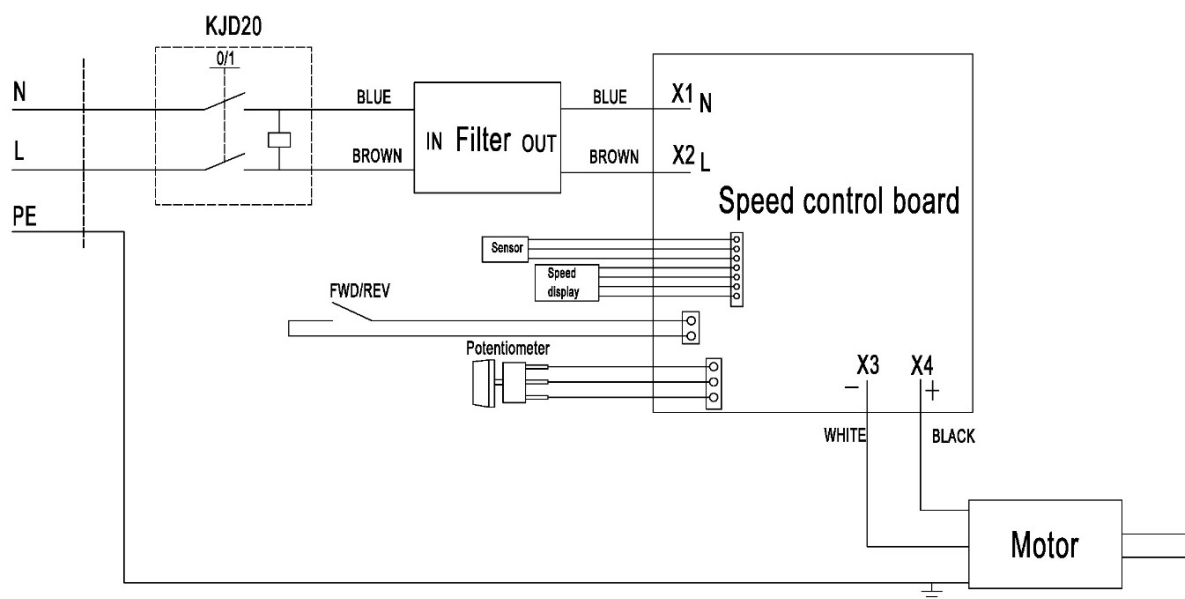 KJD20
0/1
N
BLUE
BLUE
X1 N
IN Filter OUT
L
BROWN
BROWN
X2 L
Speed control board
PE
Sensor
Speed
display
FWD/REV
Potentiometer
X3
X4
− +
WHITE
BLACK
Motor